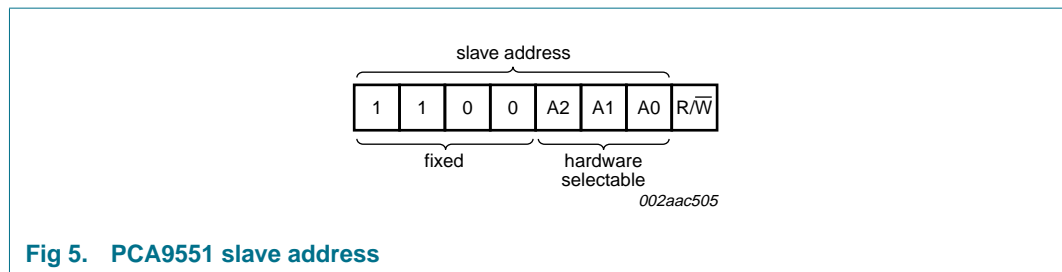 slave address
1 1 0 0 A2 A1 A0 R/W̅
fixed
hardware
selectable
002aac505
Fig 5. PCA9551 slave address